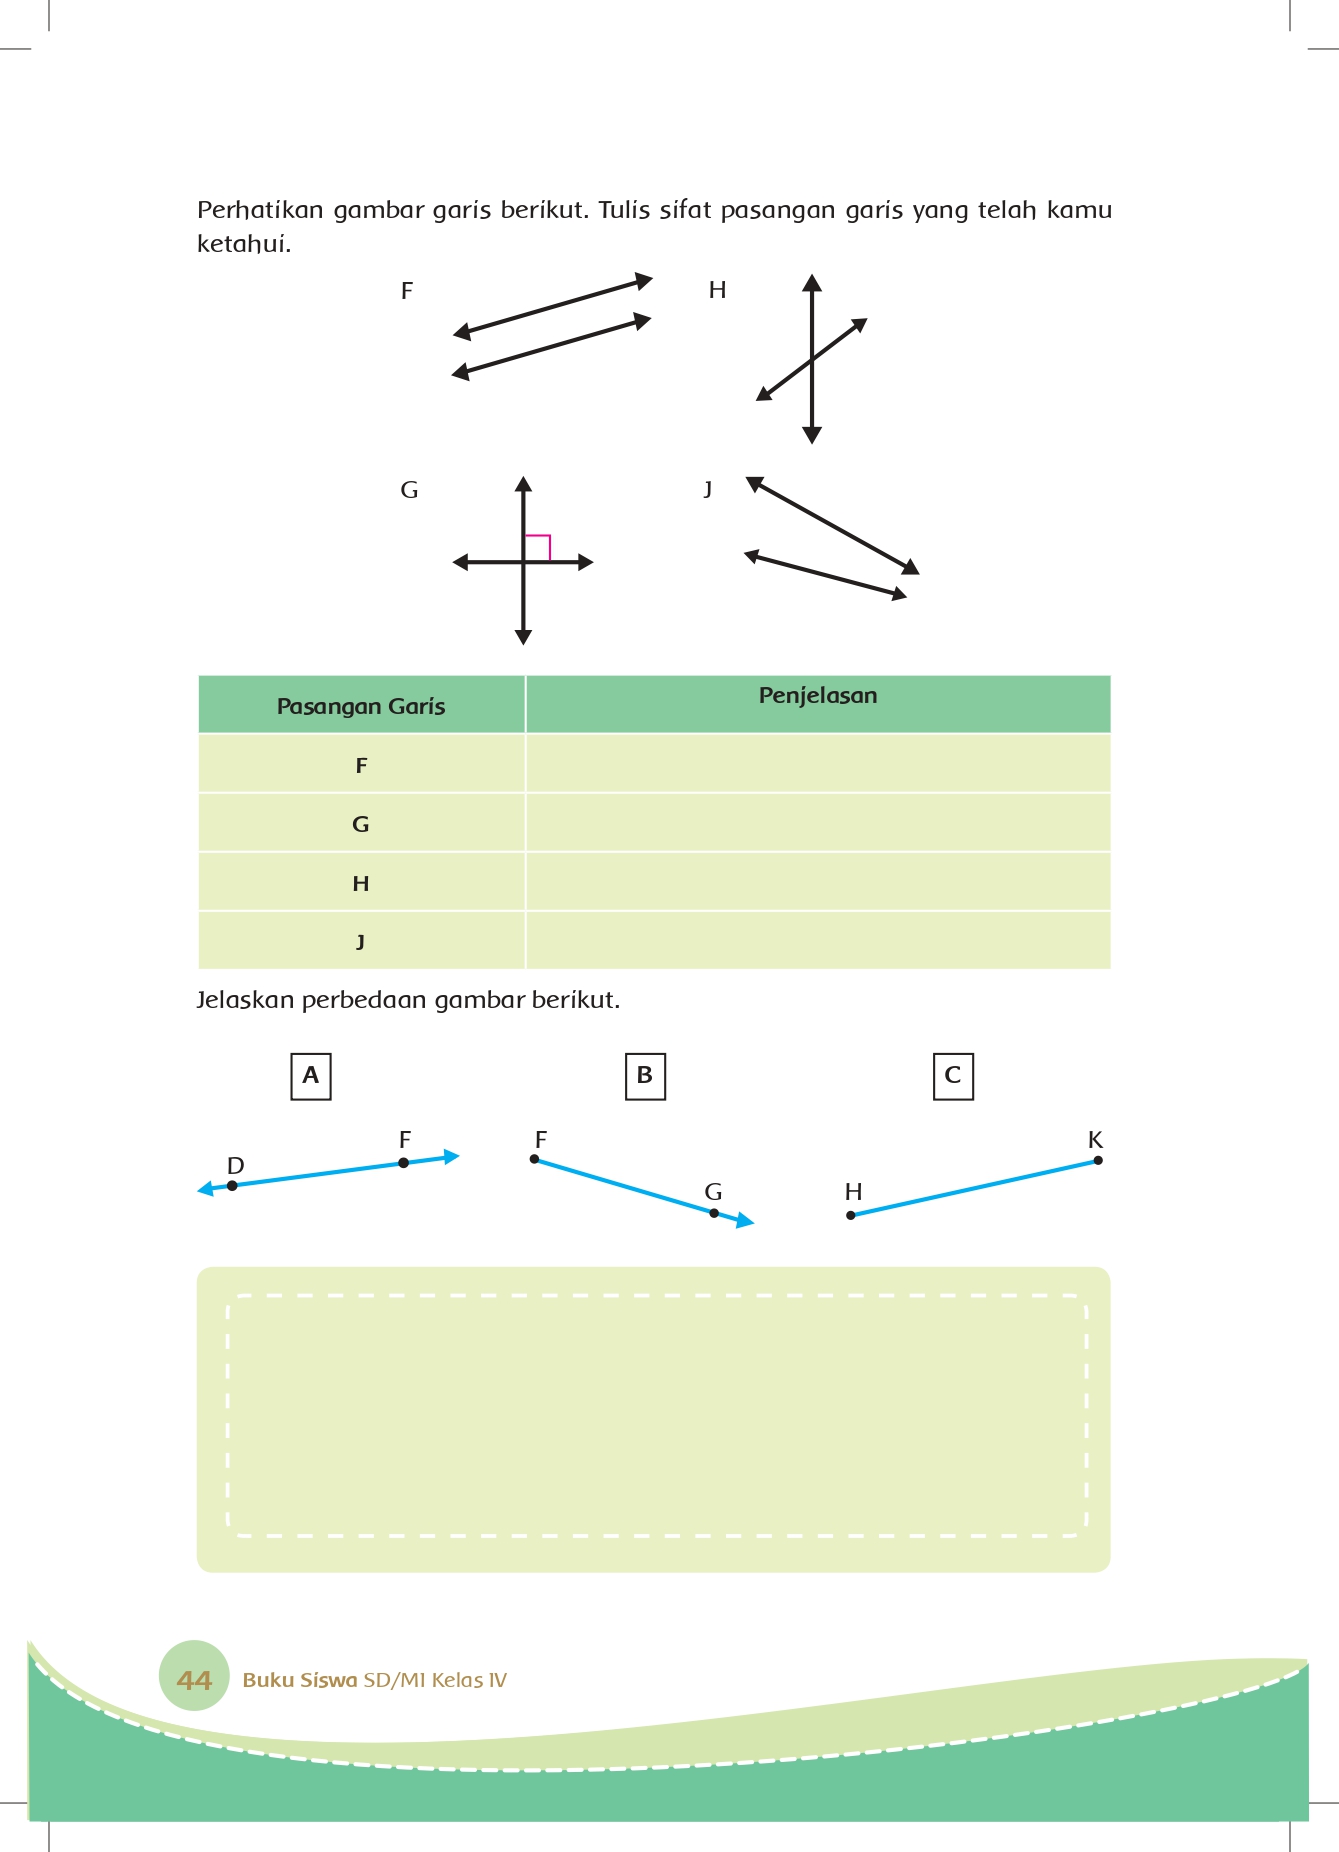 Perhatikan gambar garis berikut. Tulis sifat pasangan garis yang telah kamu
ketahui.
F
H
G
J
Pasangan Garis Penjelasan
F
G
H
J
Jelaskan perbedaan gambar berikut.
A B C
D F
F G
H K
44 Buku Siswa SD/MI Kelas IV